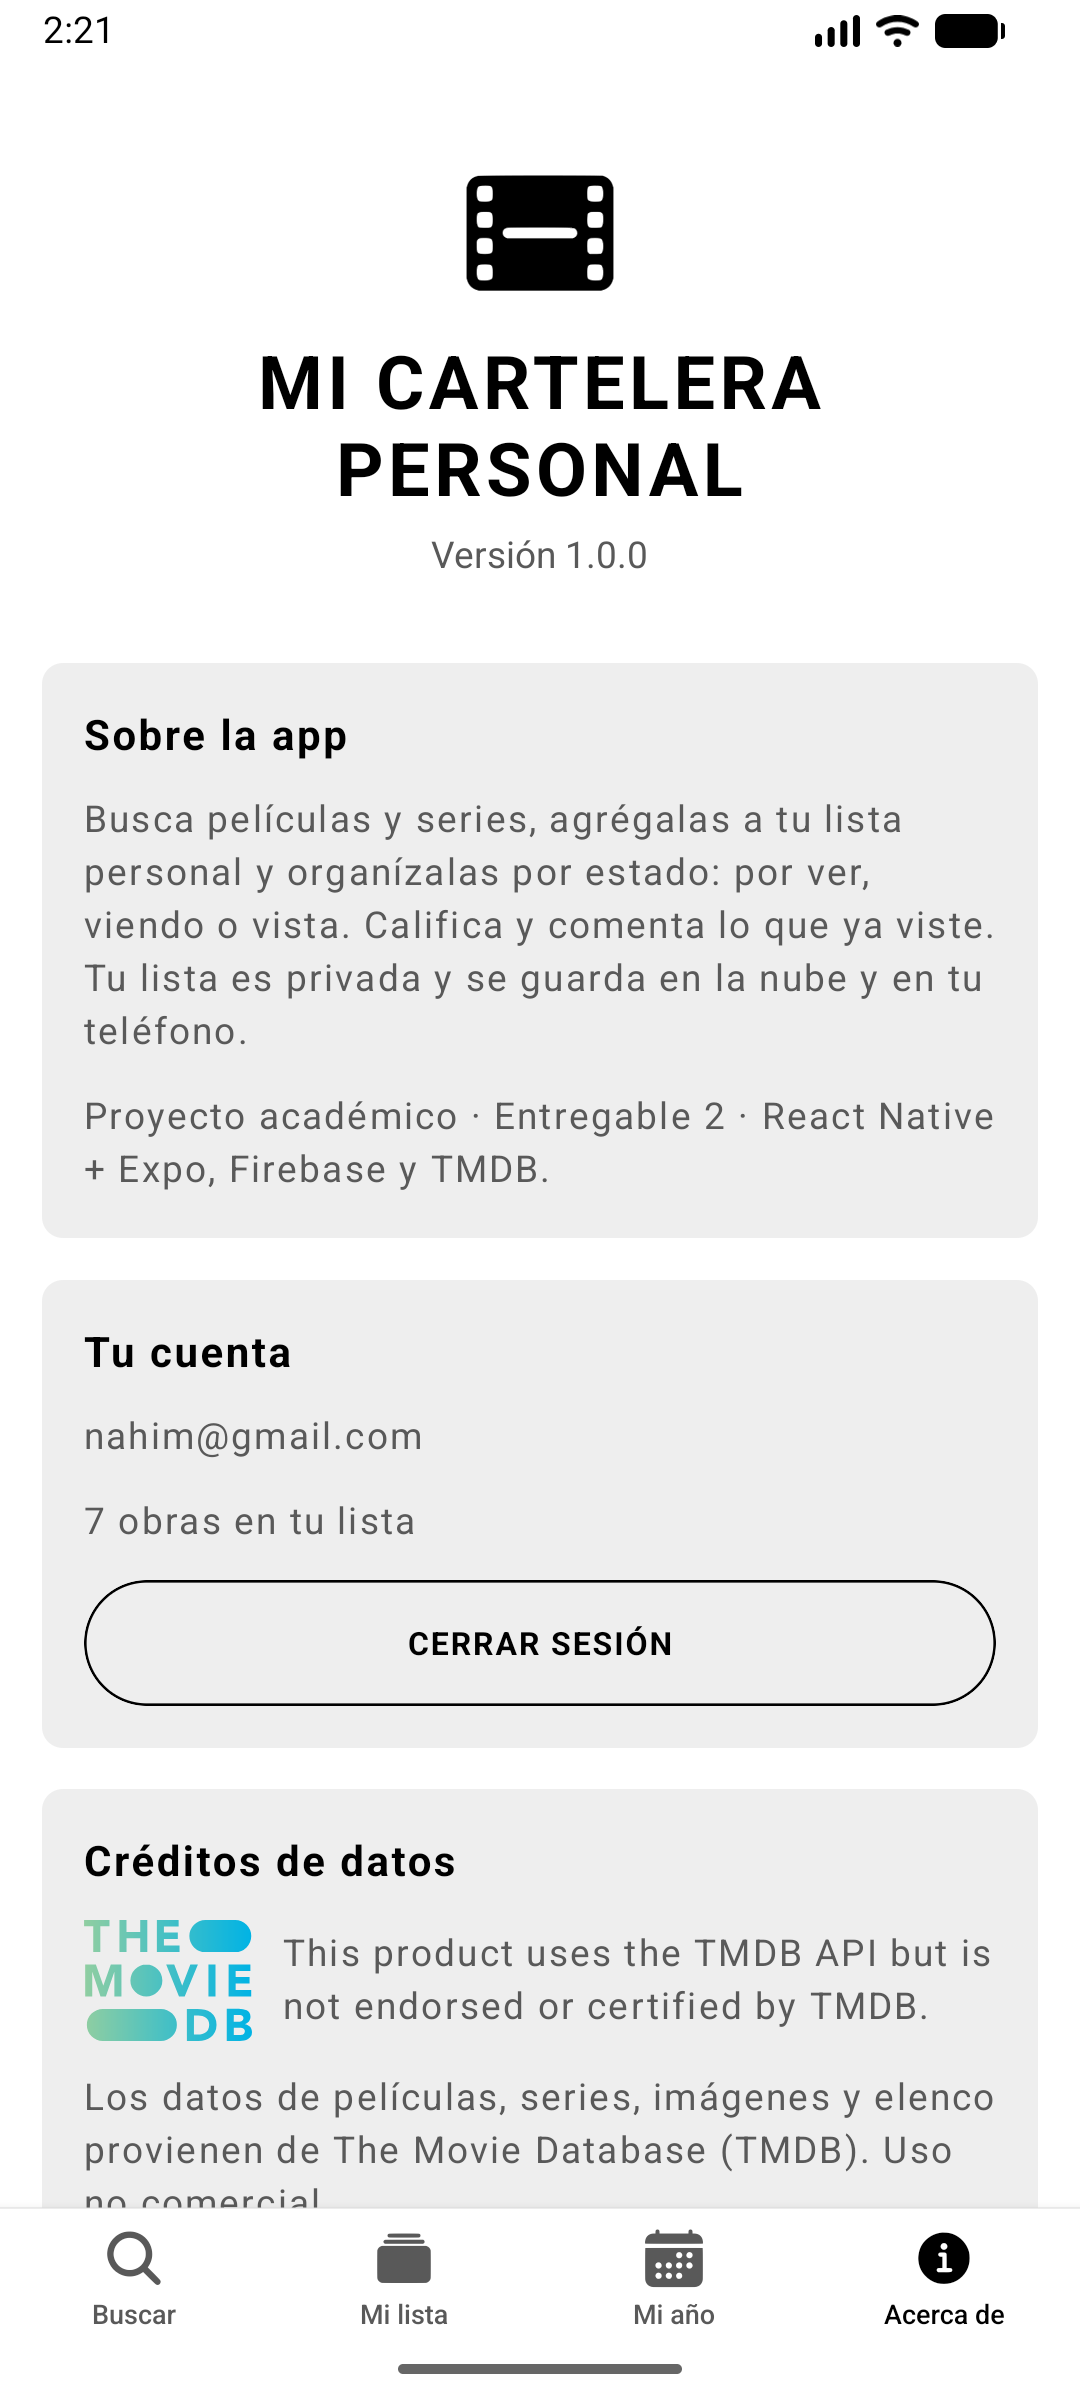 2:21
MI CARTELERA
PERSONAL
Versión 1.0.0
Sobre la app
Busca películas y series, agrégalas a tu lista
personal y organízalas por estado: por ver,
viendo o vista. Califica y comenta lo que ya viste.
Tu lista es privada y se guarda en la nube y en tu
teléfono.
Proyecto académico · Entregable 2 · React Native
+ Expo, Firebase y TMDB.
Tu cuenta
nahim@gmail.com
7 obras en tu lista
CERRAR SESIÓN
Créditos de datos
THE
MOVIE
DB
This product uses the TMDB API but is
not endorsed or certified by TMDB.
Los datos de películas, series, imágenes y elenco
provienen de The Movie Database (TMDB). Uso
no comercial
Buscar
Mi lista
Mi año
Acerca de